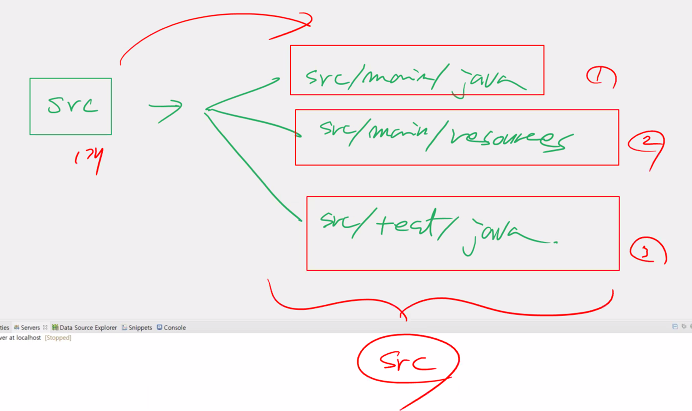 src/main/java
①
src
src/main/resources
②
1개
src/test/java
③
ties Servers Data Source Explorer Snippets Console
ver at localhost [Stopped]
src